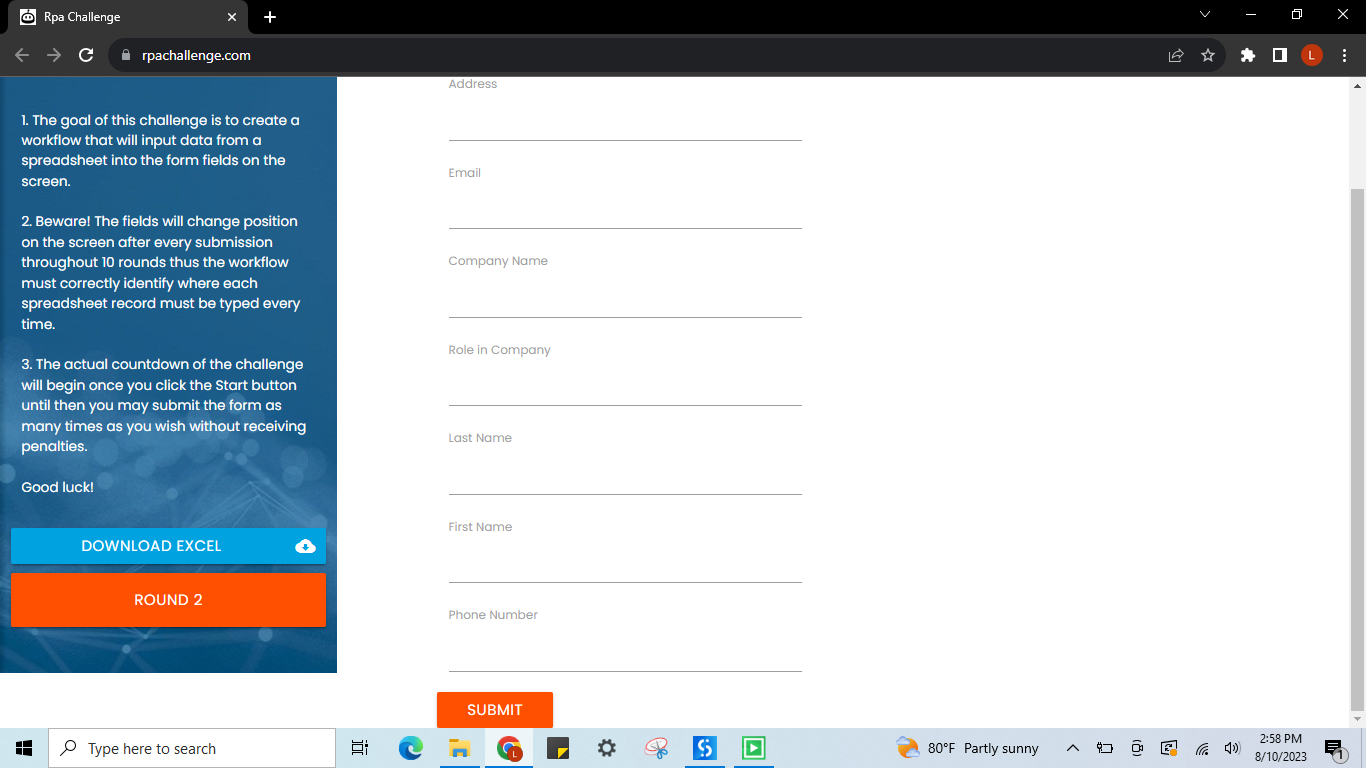 Rpa Challenge
rpachallenge.com
L
1. The goal of this challenge is to create a
workflow that will input data from a
spreadsheet into the form fields on the
screen.
2. Beware! The fields will change position
on the screen after every submission
throughout 10 rounds thus the workflow
must correctly identify where each
spreadsheet record must be typed every
time.
3. The actual countdown of the challenge
will begin once you click the Start button
until then you may submit the form as
many times as you wish without receiving
penalties.
Good luck!
DOWNLOAD EXCEL
ROUND 2
Address
Email
Company Name
Role in Company
Last Name
First Name
Phone Number
SUBMIT
Type here to search
L
80°F Partly sunny
2:58 PM
8/10/2023
1